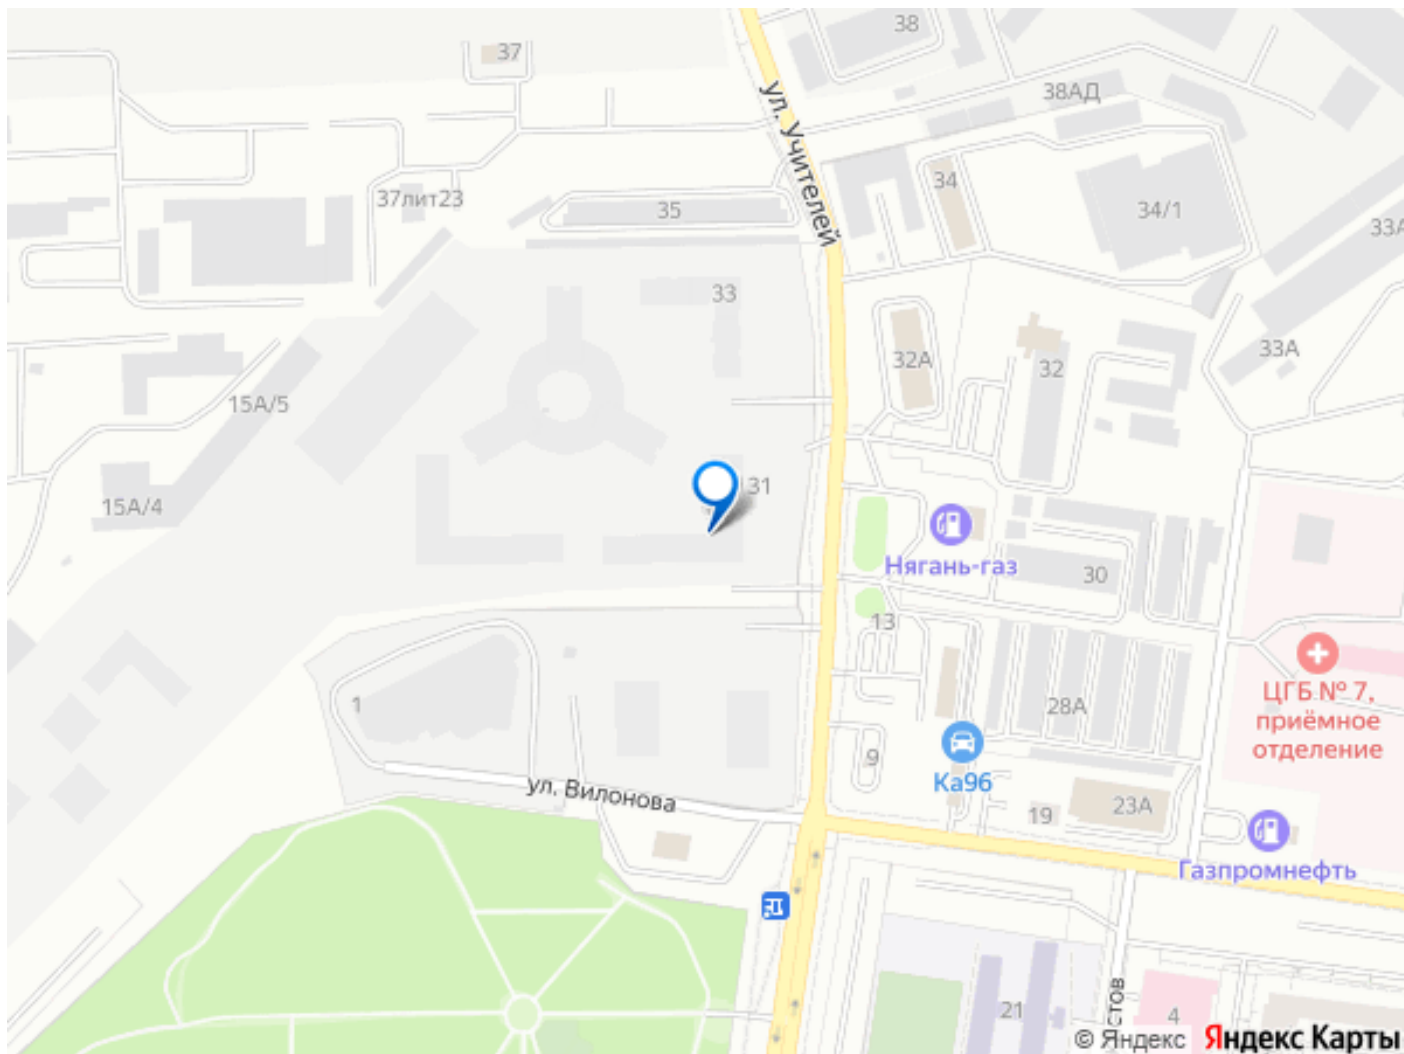 38
37
ул. Учителей
38АД
37лит23
35
34
34/1
33А
33
32А
32
33А
15А/5
31
15А/4
Нягань-газ
30
13
ЦГБ № 7,
приёмное
отделение
1
28А
9
Ка96
ул. Вилонова
19
23А
Газпромнефть
21
4
стов
© Яндекс Яндекс Карты